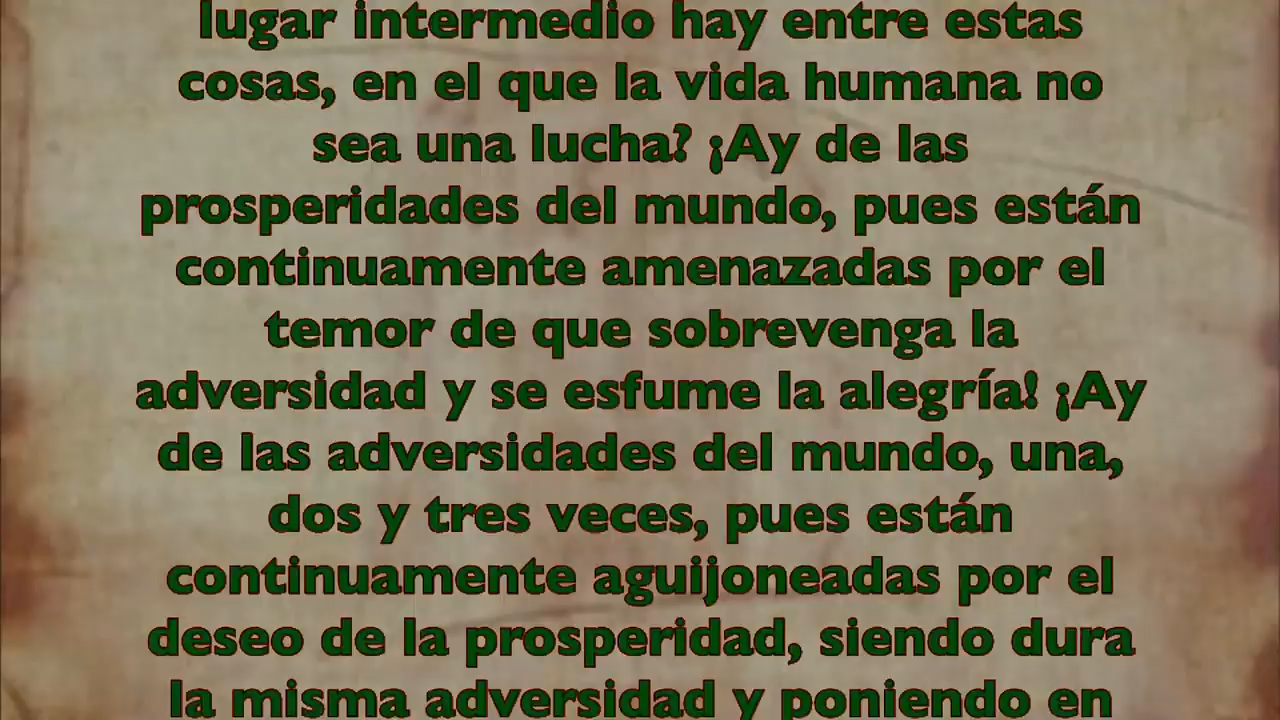 lugar intermedio hay entre estas
cosas, en el que la vida humana no
sea una lucha? ¡Ay de las
prosperidades del mundo, pues están
continuamente amenazadas por el
temor de que sobrevenga la
adversidad y se esfume la alegría! ¡Ay
de las adversidades del mundo, una,
dos y tres veces, pues están
continuamente aguijoneadas por el
deseo de la prosperidad, siendo dura
la misma adversidad y poniendo en